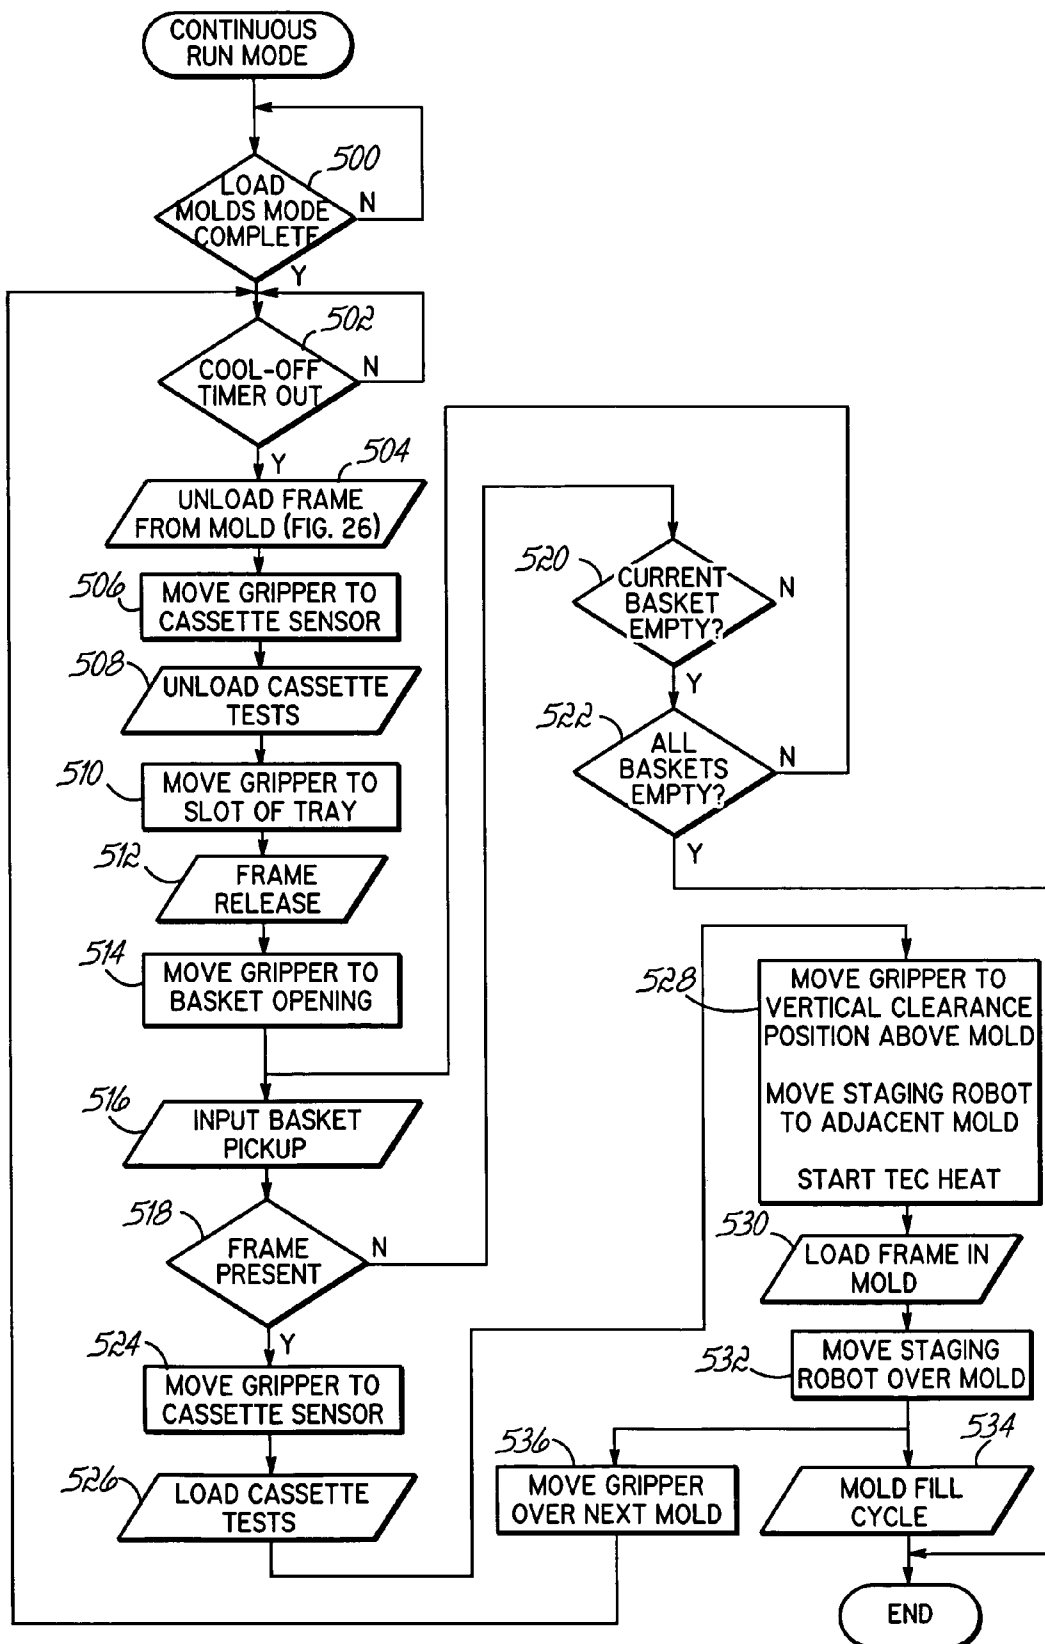 CONTINUOUS
RUN MODE
500
LOAD
MOLDS MODE
COMPLETE
N
Y
502
COOL-OFF
TIMER OUT
N
Y
504
UNLOAD FRAME
FROM MOLD (FIG. 26)
506
MOVE GRIPPER TO
CASSETTE SENSOR
508
UNLOAD CASSETTE
TESTS
510
MOVE GRIPPER TO
SLOT OF TRAY
512
FRAME
RELEASE
514
MOVE GRIPPER TO
BASKET OPENING
516
INPUT BASKET
PICKUP
518
FRAME
PRESENT
N
Y
520
CURRENT
BASKET
EMPTY?
N
Y
522
ALL
BASKETS
EMPTY?
N
Y
524
MOVE GRIPPER TO
CASSETTE SENSOR
526
LOAD CASSETTE
TESTS
528
MOVE GRIPPER TO
VERTICAL CLEARANCE
POSITION ABOVE MOLD
MOVE STAGING ROBOT
TO ADJACENT MOLD
START TEC HEAT
530
LOAD FRAME IN
MOLD
532
MOVE STAGING
ROBOT OVER MOLD
536
MOVE GRIPPER
OVER NEXT MOLD
534
MOLD FILL
CYCLE
END